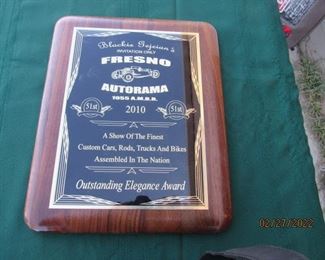 Blackie Gejeian's
INVITATION ONLY
FRESNO
AUTORAMA
1055 A.M.B.R.
51st 2010 51st
A Show Of The Finest
Custom Cars, Rods, Trucks And Bikes
Assembled In The Nation
Outstanding Elegance Award
02/27/2022